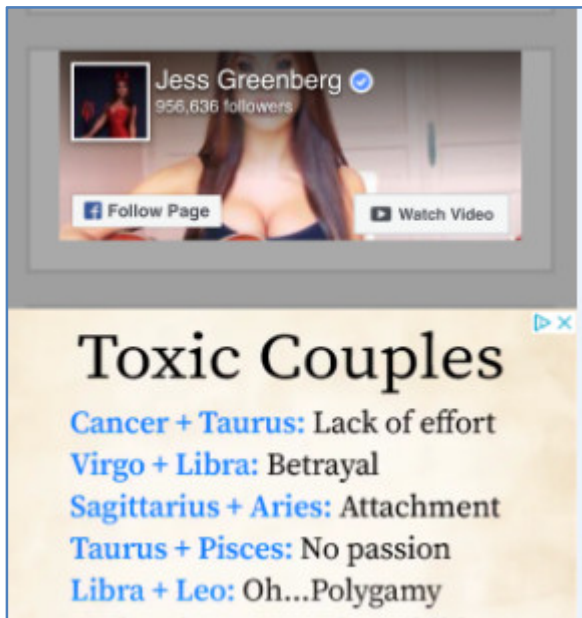 Jess Greenberg
956,636 followers
Follow Page
Watch Video
Toxic Couples
Cancer + Taurus: Lack of effort
Virgo + Libra: Betrayal
Sagittarius + Aries: Attachment
Taurus + Pisces: No passion
Libra + Leo: Oh...Polygamy